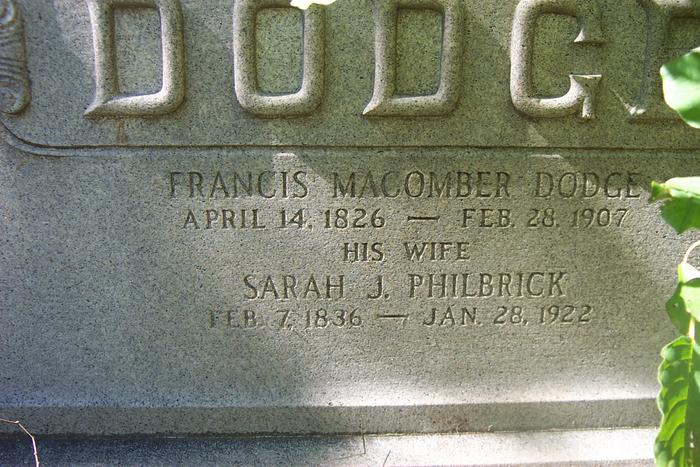 DODGE
FRANCIS MACOMBER DODGE
APRIL 14, 1826 — FEB. 28, 1907
HIS WIFE
SARAH J. PHILBRICK
FEB. 7, 1836 — JAN. 28, 1922